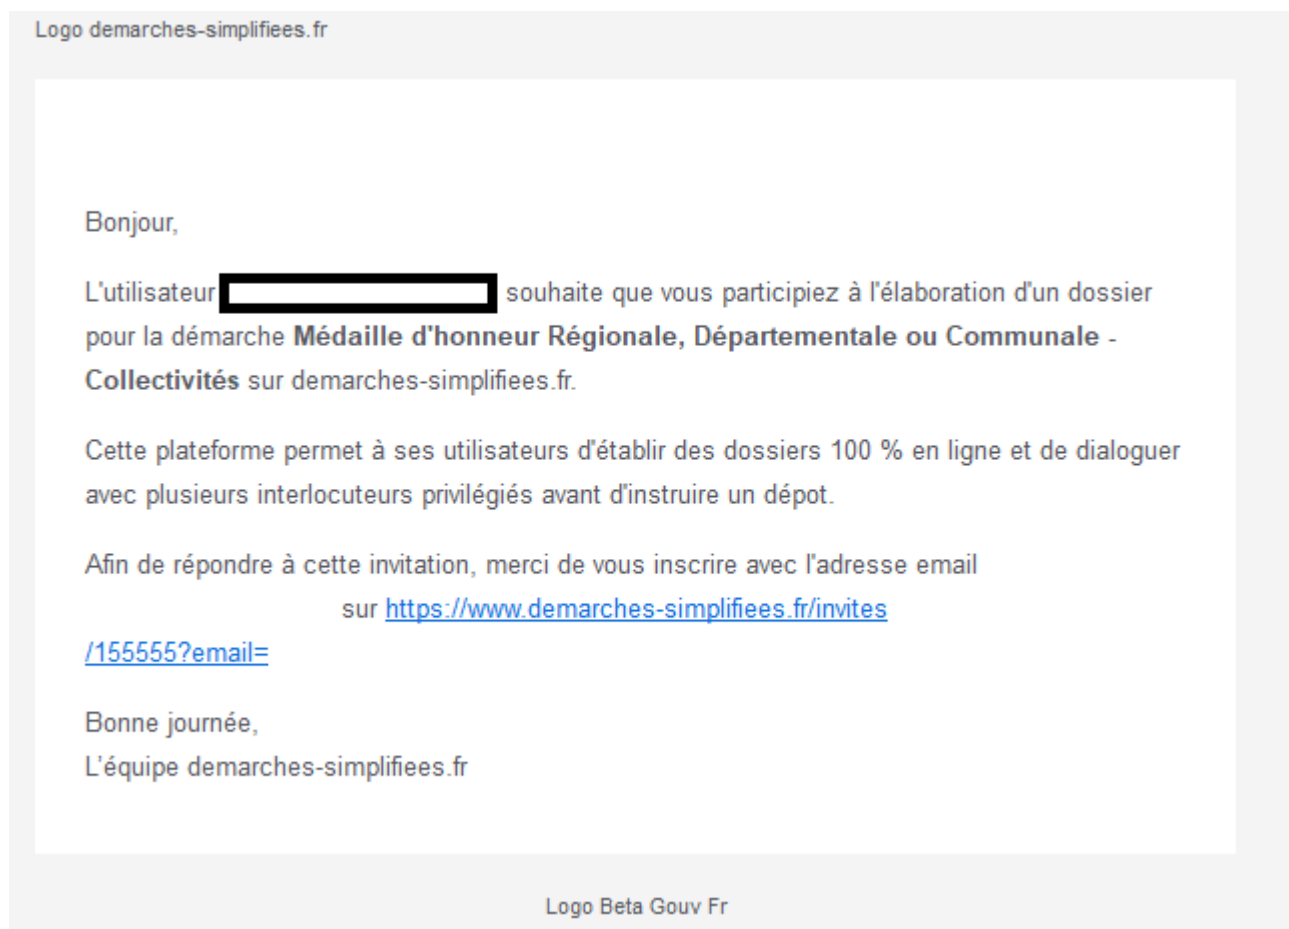 Logo demarches-simplifiees.fr
Bonjour,
L'utilisateur souhaite que vous participiez à l'élaboration d'un dossier
pour la démarche Médaille d'honneur Régionale, Départementale ou Communale -
Collectivités sur demarches-simplifiees.fr.
Cette plateforme permet à ses utilisateurs d'établir des dossiers 100 % en ligne et de dialoguer
avec plusieurs interlocuteurs privilégiés avant d'instruire un dépot.
Afin de répondre à cette invitation, merci de vous inscrire avec l'adresse email
sur https://www.demarches-simplifiees.fr/invites
/155555?email=
Bonne journée,
L'équipe demarches-simplifiees.fr
Logo Beta Gouv Fr